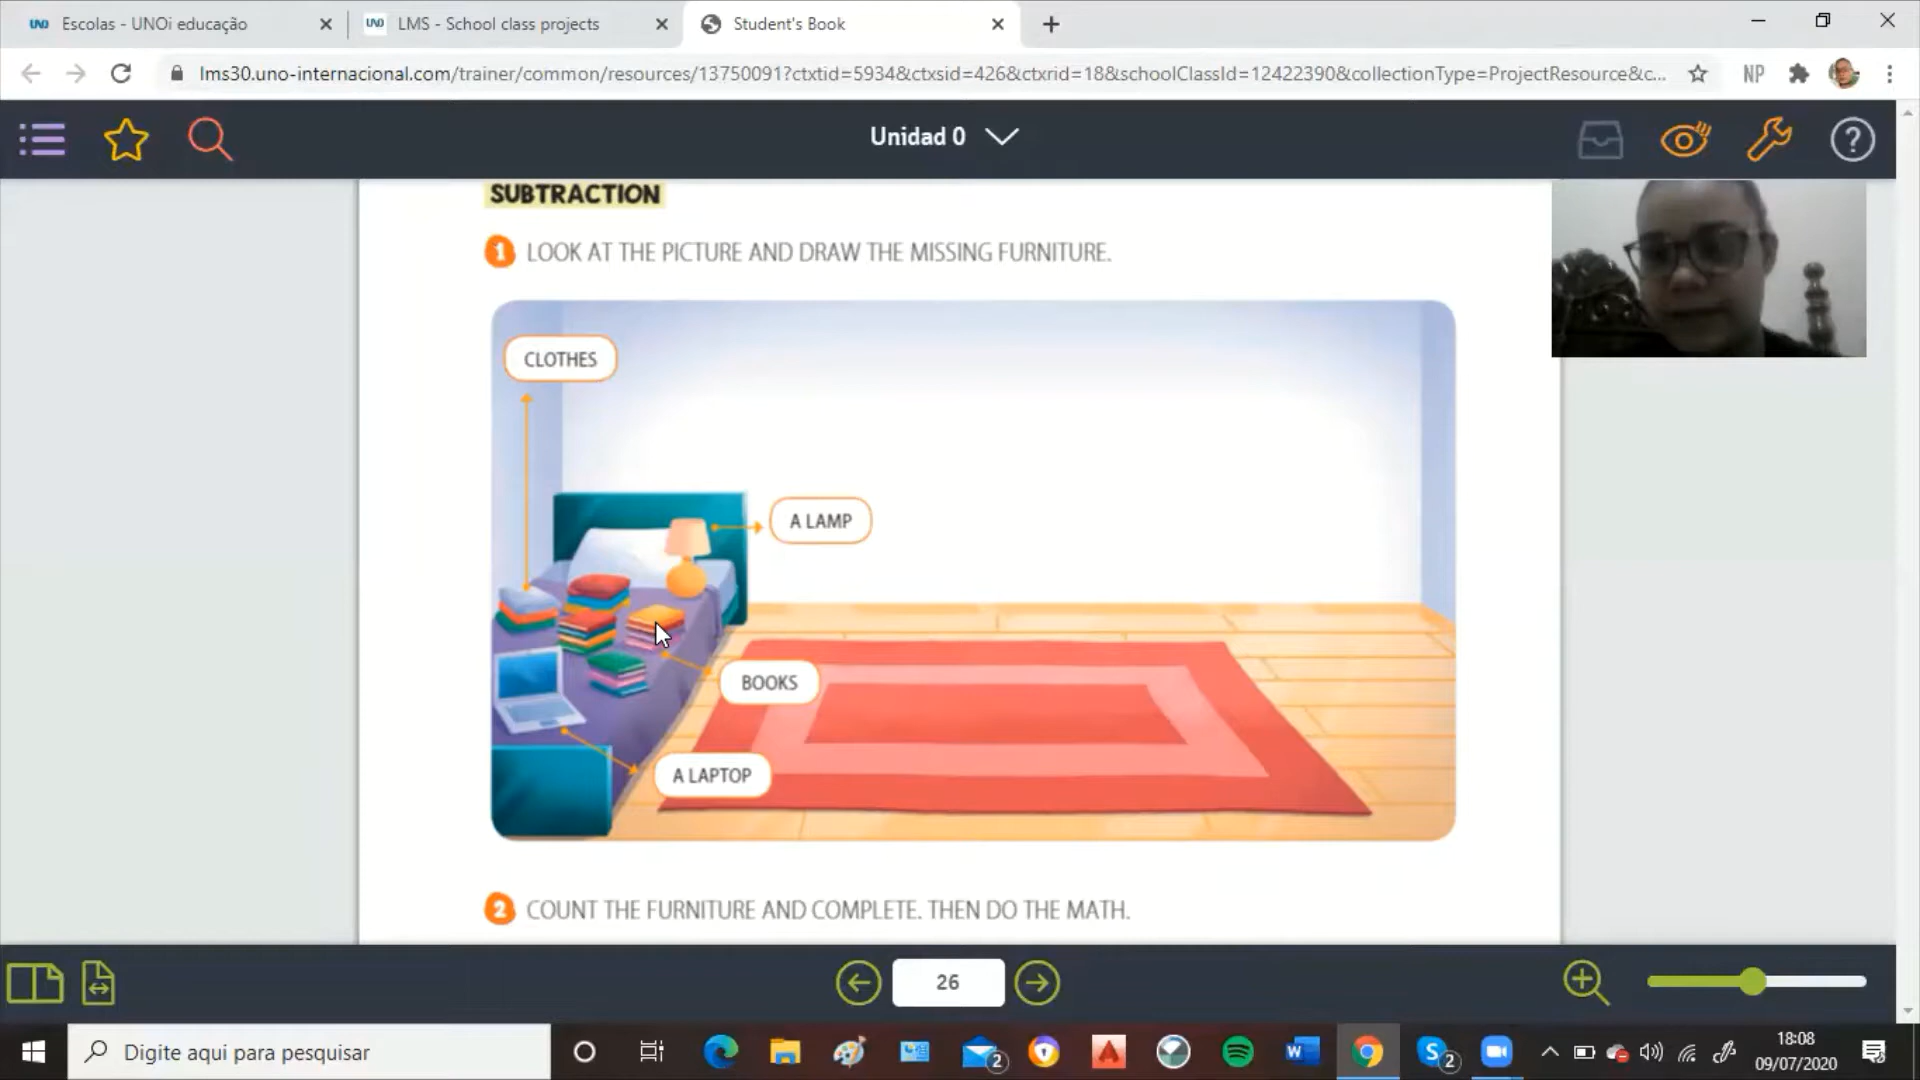 Escolas - UNOi educação
LMS - School class projects
Student's Book
lms30.uno-internacional.com/trainer/common/resources/13750091?ctxtid=5934&ctxsid=426&ctxrid=18&schoolClassId=12422390&collectionType=ProjectResource&c...
NP
Unidad 0
SUBTRACTION
1 LOOK AT THE PICTURE AND DRAW THE MISSING FURNITURE.
CLOTHES
A LAMP
BOOKS
A LAPTOP
2 COUNT THE FURNITURE AND COMPLETE. THEN DO THE MATH.
26
Digite aqui para pesquisar
2
2
18:08
09/07/2020